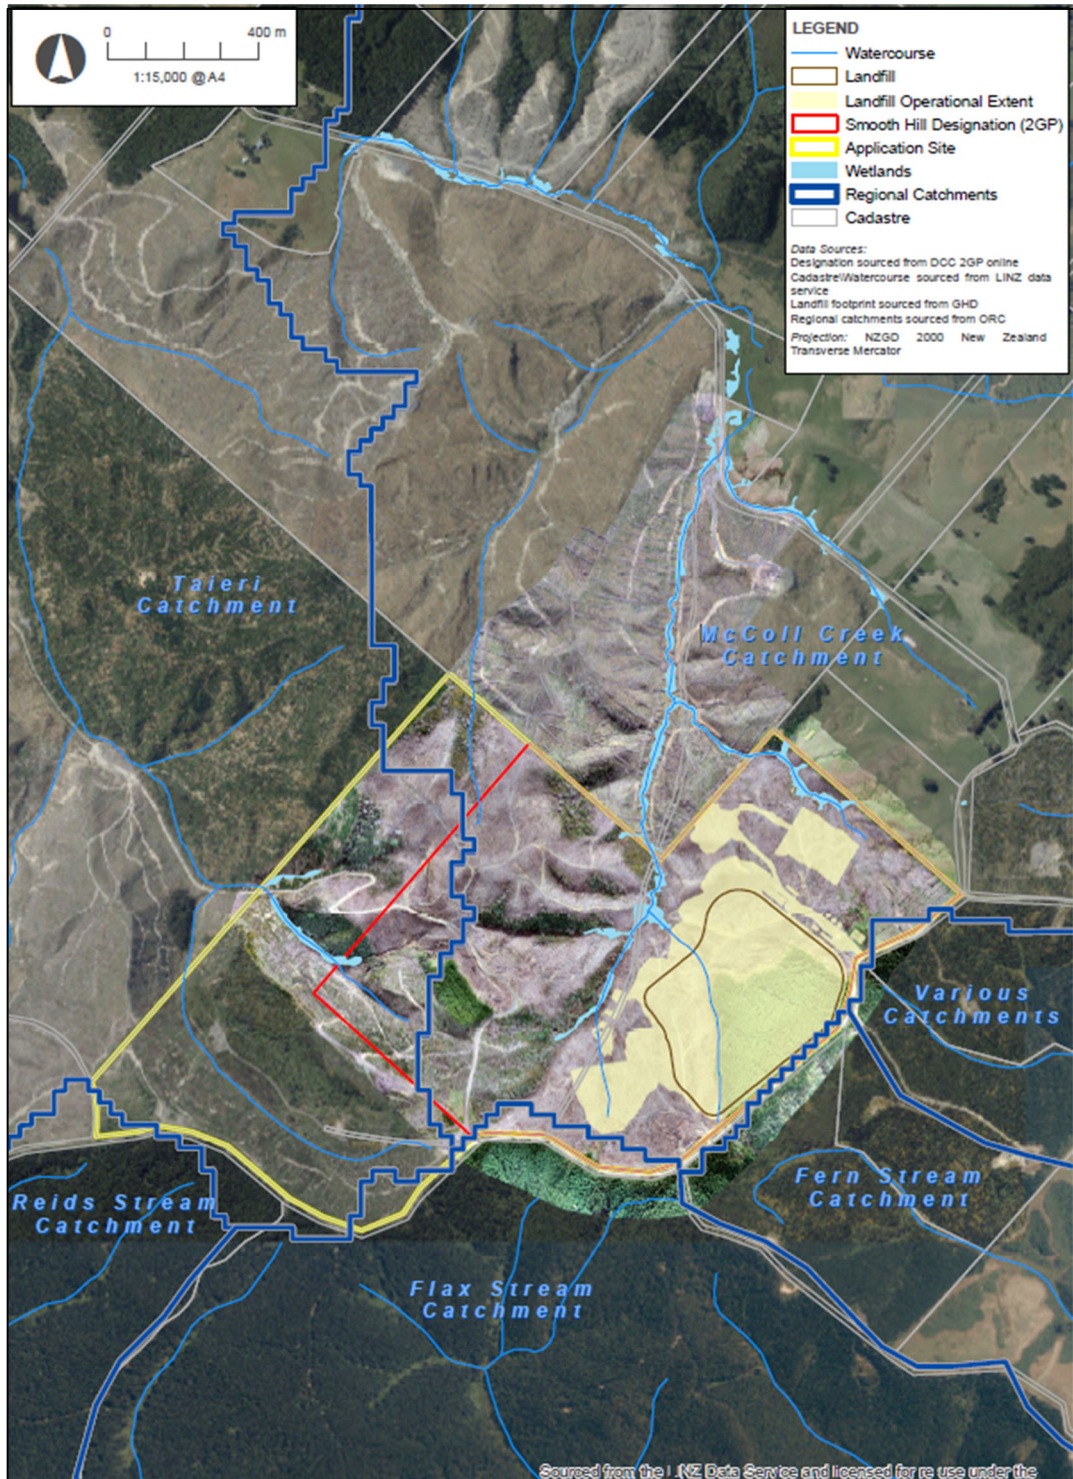 0 400 m
1:15,000 @A4
LEGEND
Watercourse
Landfill
Landfill Operational Extent
Smooth Hill Designation (2GP)
Application Site
Wetlands
Regional Catchments
Cadastre
Data Sources:
Designation sourced from DCC 2GP online
Cadastre\Watercourse sourced from LINZ data
service
Landfill footprint sourced from GHD
Regional catchments sourced from ORC
Projection: NZGD 2000 New Zealand
Transverse Mercator
Taieri
Catchment
McColl Creek
Catchment
Various
Catchments
Fern Stream
Catchment
Reids Stream
Catchment
Flax Stream
Catchment
Sourced from the LINZ Data Service and licensed for re use under the